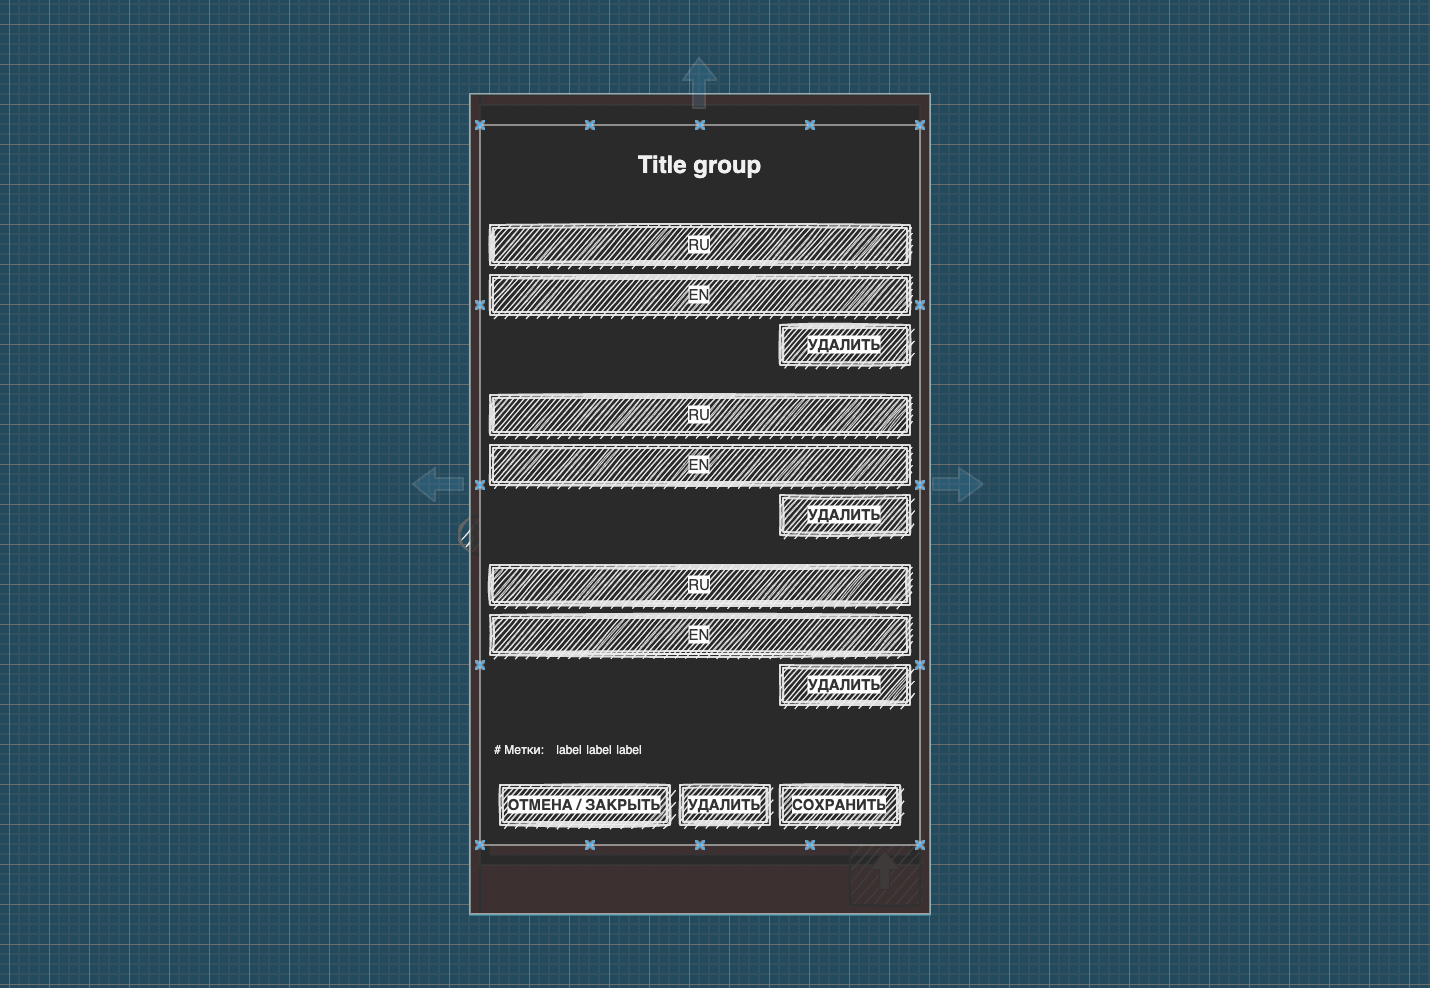 Title group
RU
EN
УДАЛИТЬ
RU
EN
УДАЛИТЬ
RU
EN
УДАЛИТЬ
# Метки: label label label
ОТМЕНА / ЗАКРЫТЬ УДАЛИТЬ СОХРАНИТЬ